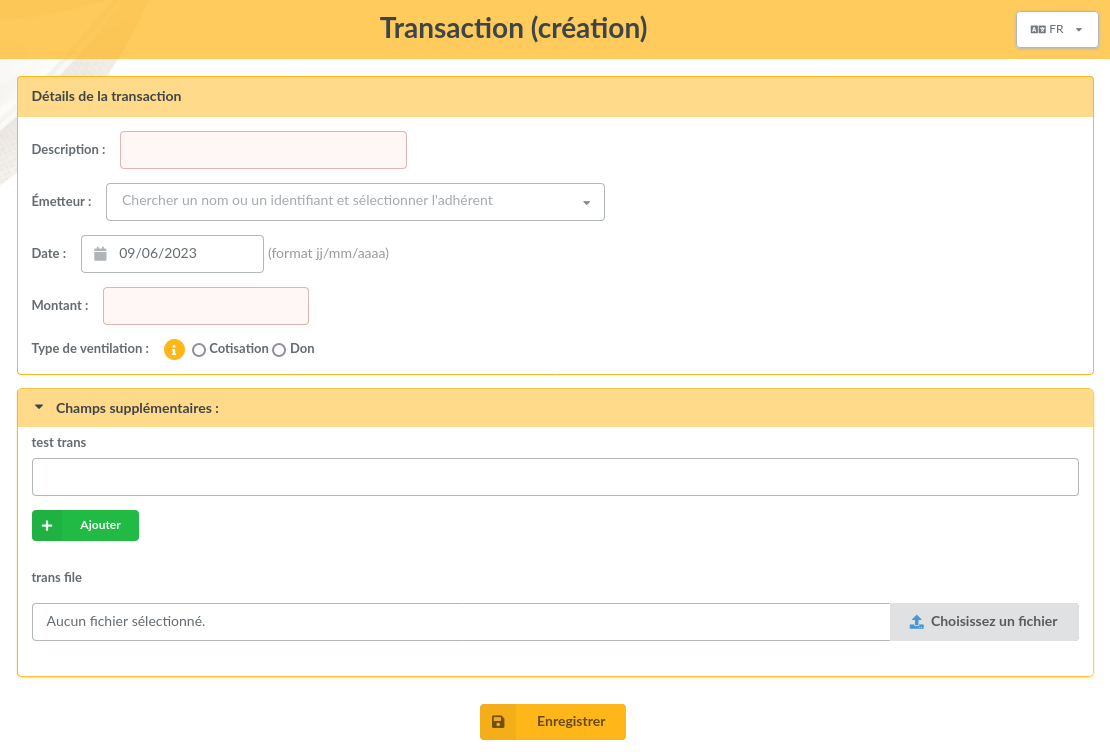 Transaction (création)
FR
Détails de la transaction
Description :
Émetteur : Chercher un nom ou un identifiant et sélectionner l'adhérent
Date : 09/06/2023 (format jj/mm/aaaa)
Montant :
Type de ventilation : Cotisation Don
Champs supplémentaires :
test trans
Ajouter
trans file
Aucun fichier sélectionné. Choisissez un fichier
Enregistrer